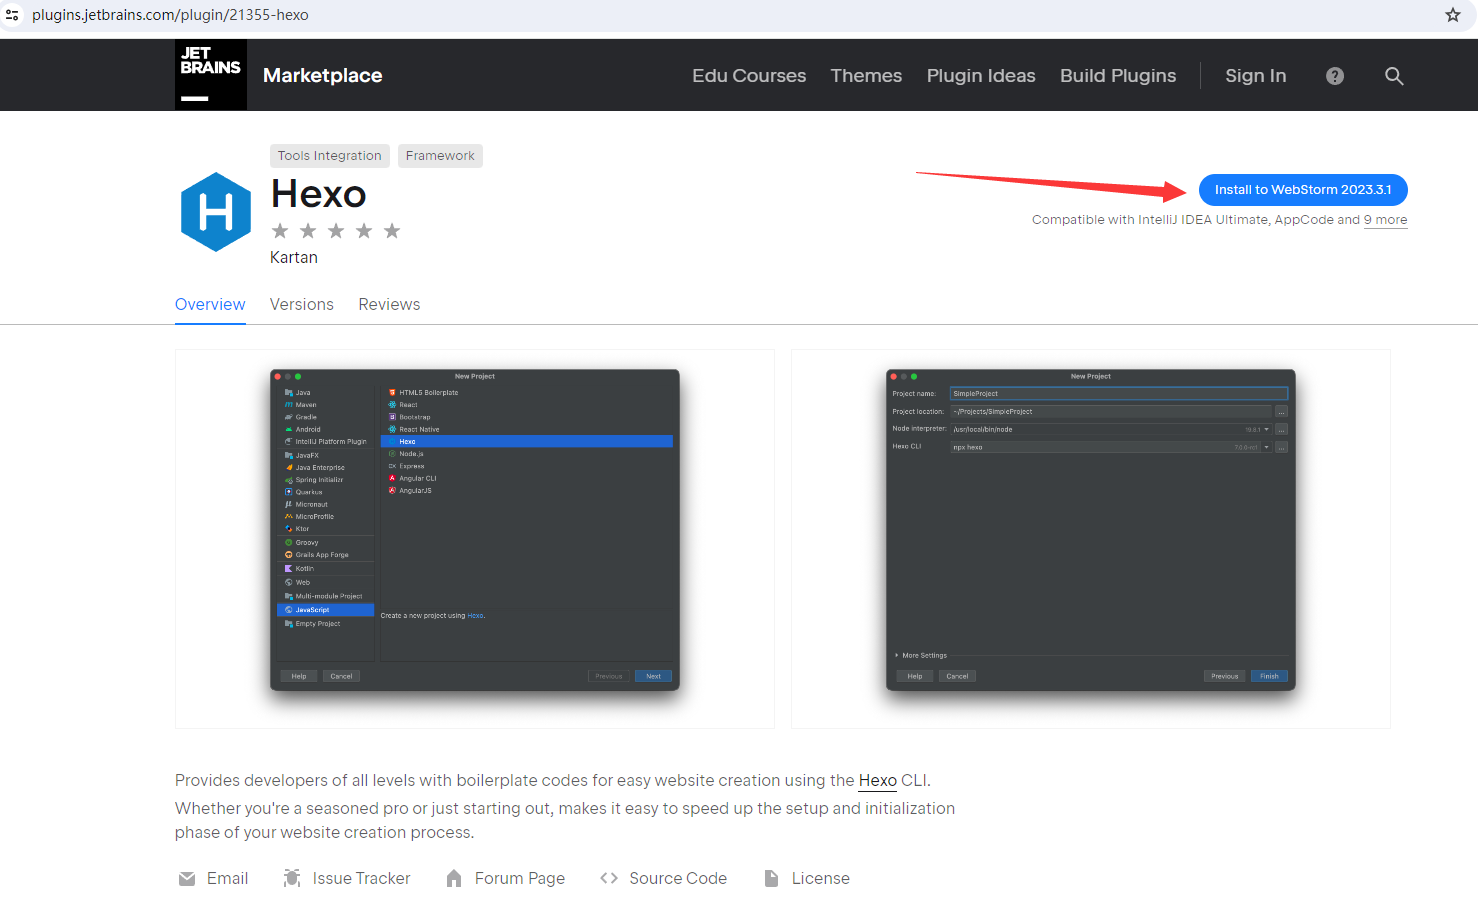 plugins.jetbrains.com/plugin/21355-hexo
JET
BRAINS
Marketplace
Edu Courses
Themes
Plugin Ideas
Build Plugins
Sign In
?
Tools Integration
Framework
H
Hexo
Kartan
Install to WebStorm 2023.3.1
Compatible with IntelliJ IDEA Ultimate, AppCode and 9 more
Overview
Versions
Reviews
New Project
Java
Maven
Gradle
Android
IntelliJ Platform Plugin
JavaFX
Java Enterprise
Spring Initializr
Quarkus
Micronaut
MicroProfile
Ktor
Groovy
Grails App Forge
Kotlin
Web
Multi-module Project
JavaScript
Empty Project
HTML5 Boilerplate
React
Bootstrap
React Native
Hexo
Node.js
Express
Angular CLI
AngularJS
Create a new project using Hexo.
Help
Cancel
Previous
Next
New Project
Project name:
SimpleProject
Project location:
~/Projects/SimpleProject
...
Node interpreter:
/usr/local/bin/node
...
Hexo CLI
npx hexo
...
More Settings
Help
Cancel
Previous
Finish
Provides developers of all levels with boilerplate codes for easy website creation using the Hexo CLI.
Whether you're a seasoned pro or just starting out, makes it easy to speed up the setup and initialization
phase of your website creation process.
Email
Issue Tracker
Forum Page
Source Code
License